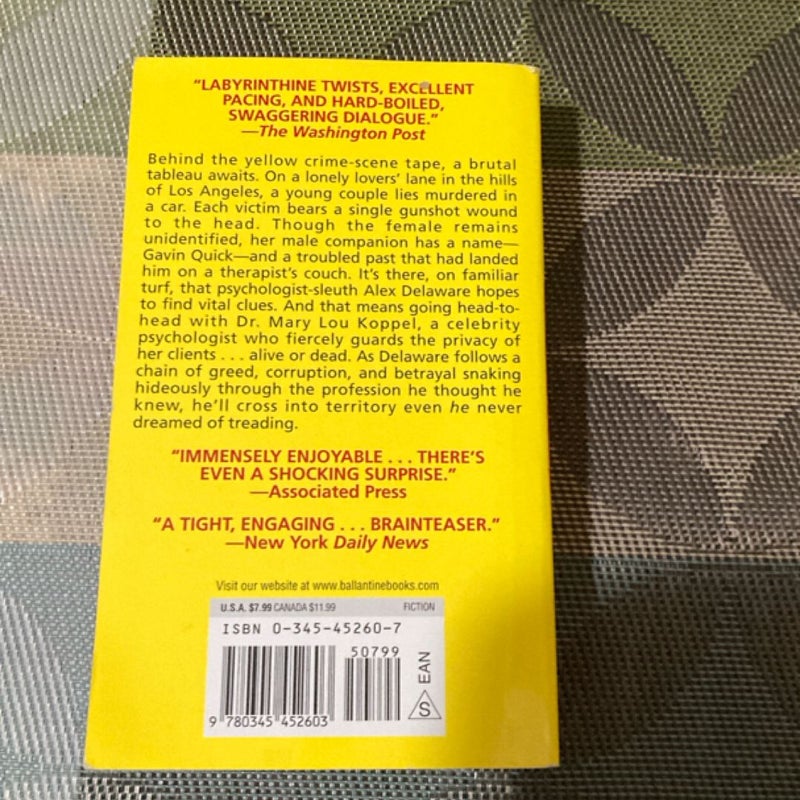 “LABYRINTHINE TWISTS, EXCELLENT
PACING, AND HARD-BOILED,
SWAGGERING DIALOGUE.”
—The Washington Post
Behind the yellow crime-scene tape, a brutal
tableau awaits. On a lonely lovers’ lane in the hills
of Los Angeles, a young couple lies murdered in
a car. Each victim bears a single gunshot wound
to the head. Though the female remains
unidentified, her male companion has a name—
Gavin Quick—and a troubled past that had landed
him on a therapist’s couch. It’s there, on familiar
turf, that psychologist-sleuth Alex Delaware hopes
to find vital clues. And that means going head-to-
head with Dr. Mary Lou Koppel, a celebrity
psychologist who fiercely guards the privacy of
her clients . . . alive or dead. As Delaware follows a
chain of greed, corruption, and betrayal snaking
hideously through the profession he thought he
knew, he’ll cross into territory even he never
dreamed of treading.
“IMMENSELY ENJOYABLE . . . THERE’S
EVEN A SHOCKING SURPRISE.”
—Associated Press
“A TIGHT, ENGAGING . . . BRAINTEASER.”
—New York Daily News
Visit our website at www.ballantinebooks.com
U.S.A. $7.99 CANADA $11.99 FICTION
ISBN 0-345-45260-7
50799
EAN
S
9 780345 452603